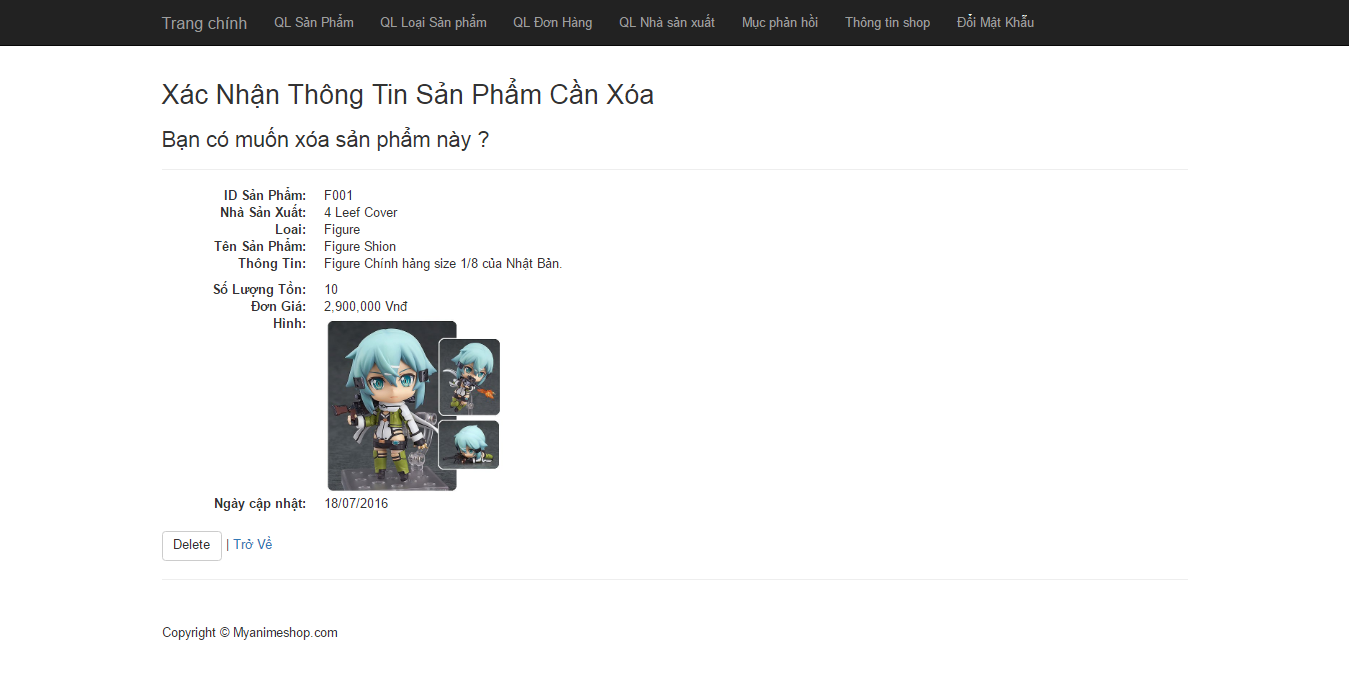 Trang chính QL Sản Phẩm QL Loại Sản phẩm QL Đơn Hàng QL Nhà sản xuất Mục phản hồi Thông tin shop Đổi Mật Khẩu
Xác Nhận Thông Tin Sản Phẩm Cần Xóa
Bạn có muốn xóa sản phẩm này ?
ID Sản Phẩm: F001
Nhà Sản Xuất: 4 Leef Cover
Loai: Figure
Tên Sản Phẩm: Figure Shion
Thông Tin: Figure Chính hảng size 1/8 của Nhật Bản.
Số Lượng Tồn: 10
Đơn Giá: 2,900,000 Vnđ
Hình:
Ngày cập nhật: 18/07/2016
Delete | Trở Về
Copyright © Myanimeshop.com